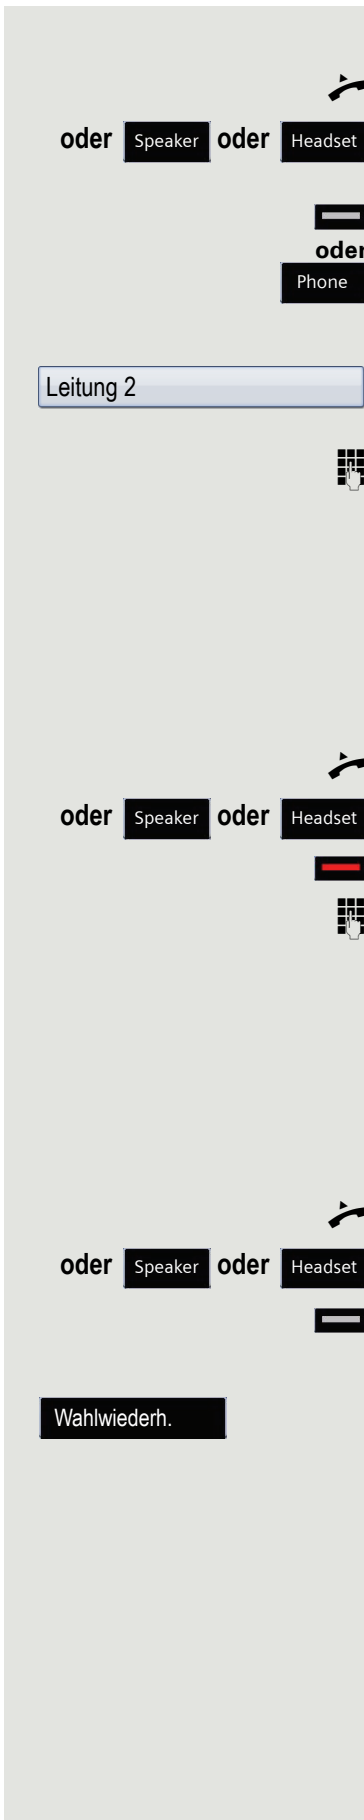 oder Speaker oder Headset
oder
Phone
Leitung 2
oder Speaker oder Headset
oder Speaker oder Headset
Wahlwiederh.